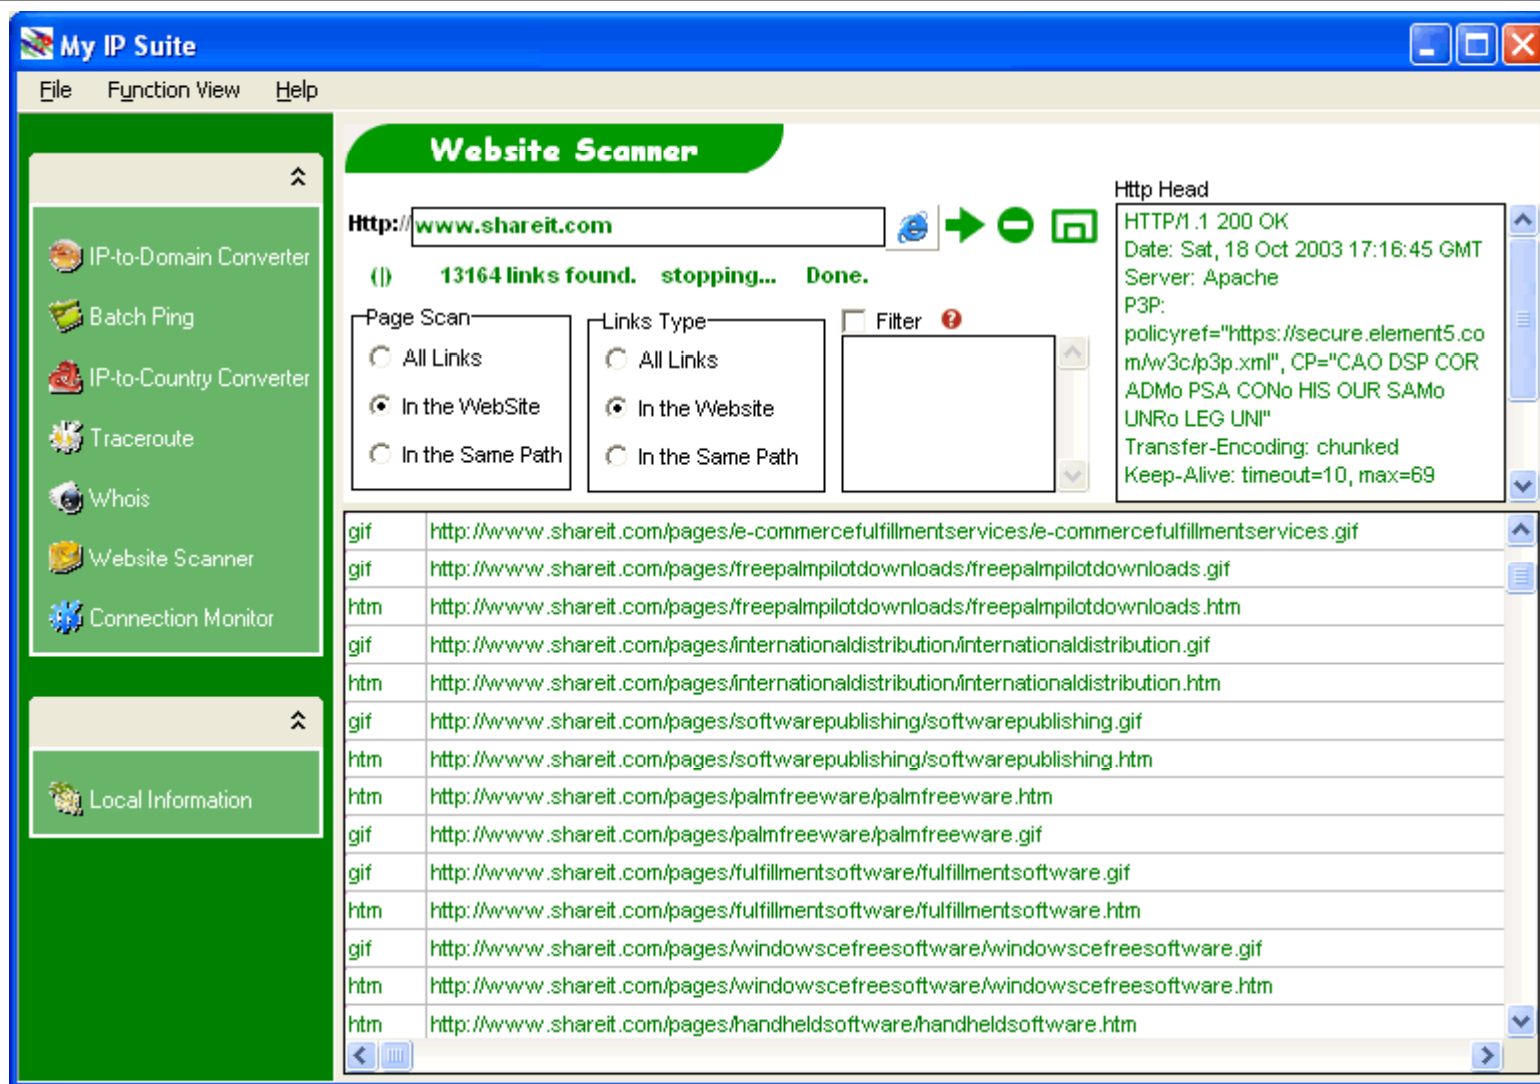 My IP Suite
File Function View Help
IP-to-Domain Converter
Batch Ping
IP-to-Country Converter
Traceroute
Whois
Website Scanner
Connection Monitor
Local Information
Website Scanner
Http://www.shareit.com
(|) 13164 links found. stopping... Done.
Page Scan
All Links
In the WebSite
In the Same Path
Links Type
All Links
In the Website
In the Same Path
Filter ?
Http Head
HTTP/1.1 200 OK
Date: Sat, 18 Oct 2003 17:16:45 GMT
Server: Apache
P3P:
policyref="https://secure.element5.co
m/w3c/p3p.xml", CP="CAO DSP COR
ADMo PSA CONo HIS OUR SAMo
UNRo LEG UNI"
Transfer-Encoding: chunked
Keep-Alive: timeout=10, max=69
gif http://www.shareit.com/pages/e-commercefulfillmentservices/e-commercefulfillmentservices.gif
gif http://www.shareit.com/pages/freepalmpilotdownloads/freepalmpilotdownloads.gif
htm http://www.shareit.com/pages/freepalmpilotdownloads/freepalmpilotdownloads.htm
gif http://www.shareit.com/pages/internationaldistribution/internationaldistribution.gif
htm http://www.shareit.com/pages/internationaldistribution/internationaldistribution.htm
gif http://www.shareit.com/pages/softwarepublishing/softwarepublishing.gif
htm http://www.shareit.com/pages/softwarepublishing/softwarepublishing.htm
htm http://www.shareit.com/pages/palmfreeware/palmfreeware.htm
gif http://www.shareit.com/pages/palmfreeware/palmfreeware.gif
gif http://www.shareit.com/pages/fulfillmentsoftware/fulfillmentsoftware.gif
htm http://www.shareit.com/pages/fulfillmentsoftware/fulfillmentsoftware.htm
gif http://www.shareit.com/pages/windowscefreesoftware/windowscefreesoftware.gif
htm http://www.shareit.com/pages/windowscefreesoftware/windowscefreesoftware.htm
htm http://www.shareit.com/pages/handheldsoftware/handheldsoftware.htm